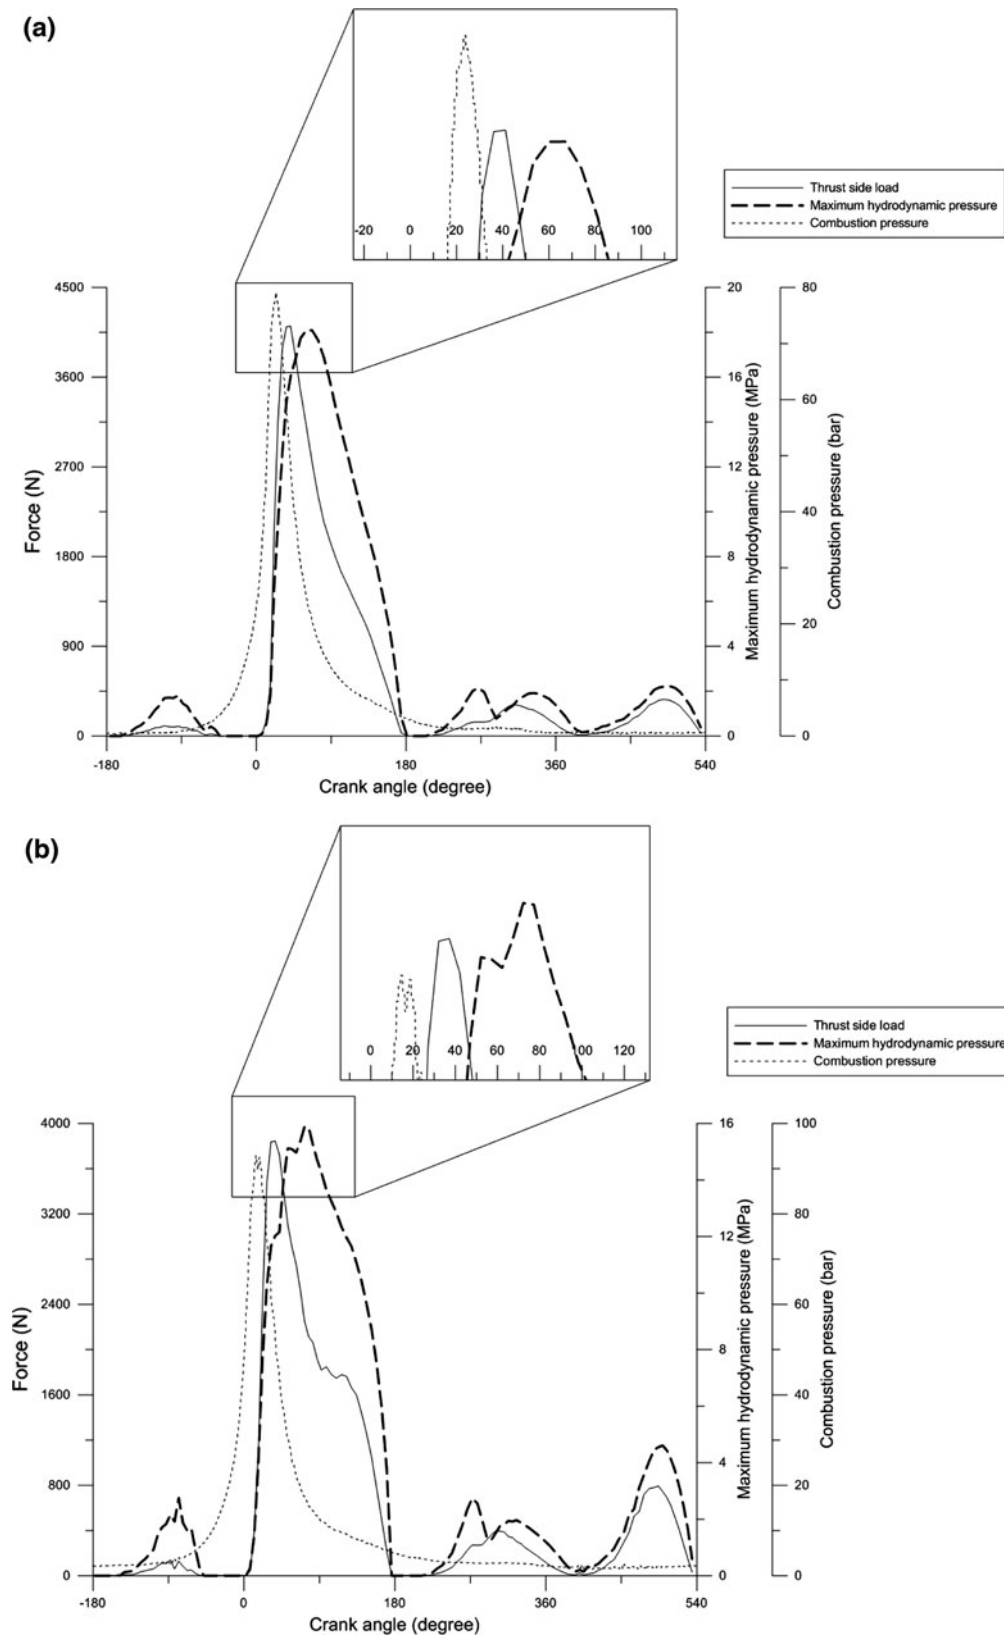 (a)
-20 0 20 40 60 80 100
Thrust side load
Maximum hydrodynamic pressure
Combustion pressure
4500
3600
2700
1800
900
0
Force (N)
20
16
12
8
4
0
Maximum hydrodynamic pressure (MPa)
80
60
40
20
0
Combustion pressure (bar)
-180 0 180 360 540
Crank angle (degree)
(b)
0 20 40 60 80 100 120
Thrust side load
Maximum hydrodynamic pressure
Combustion pressure
4000
3200
2400
1600
800
0
Force (N)
16
12
8
4
0
Maximum hydrodynamic pressure (MPa)
100
80
60
40
20
0
Combustion pressure (bar)
-180 0 180 360 540
Crank angle (degree)